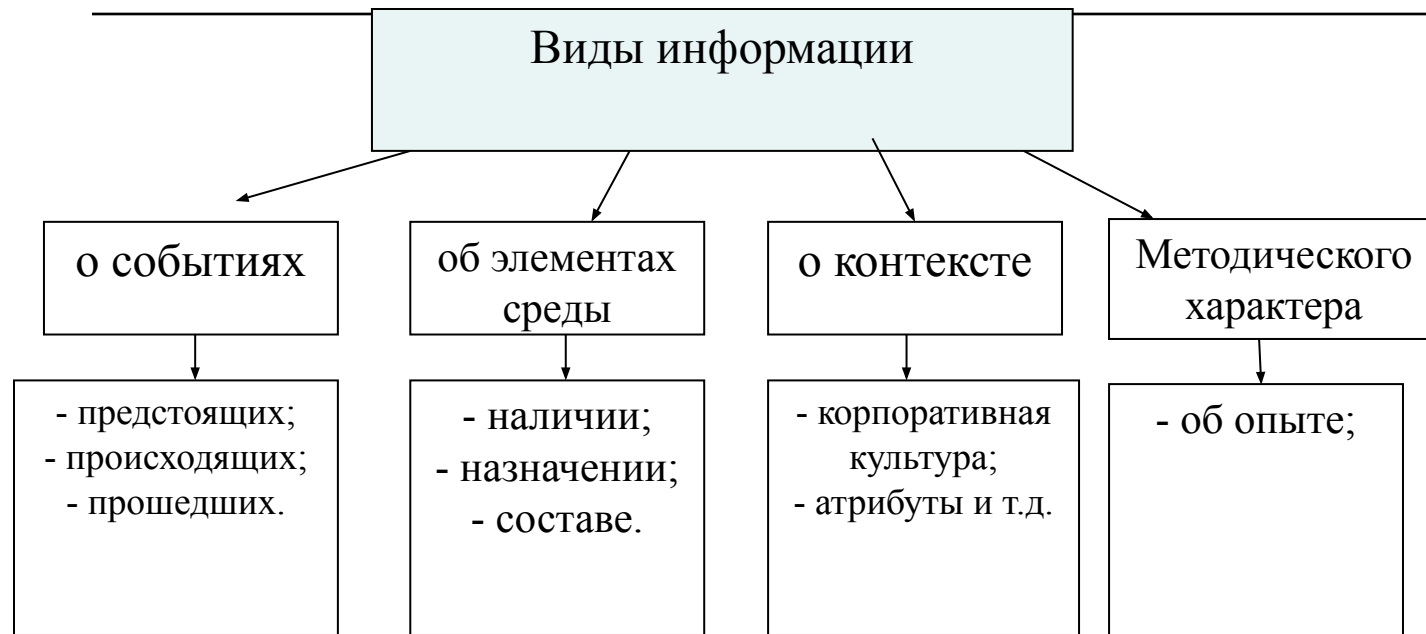 Виды информации
о событиях
об элементах
среды
о контексте
Методического
характера
- предстоящих;
- происходящих;
- прошедших.
- наличии;
- назначении;
- составе.
- корпоративная
культура;
- атрибуты и т.д.
- об опыте;